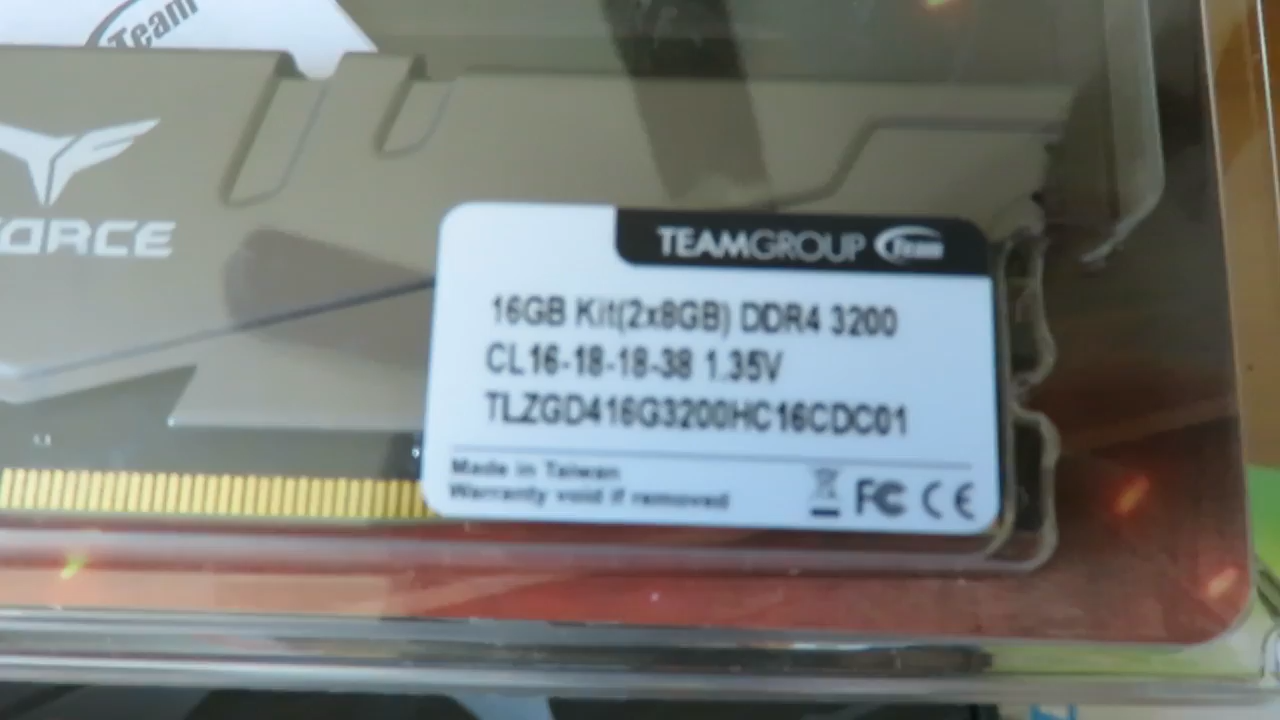 Team
FORCE
TEAMGROUP Team
16GB Kit(2x8GB) DDR4 3200
CL16-18-18-38 1.35V
TLZGD416G3200HC16CDC01
Made in Taiwan
Warranty void if removed
FC CE